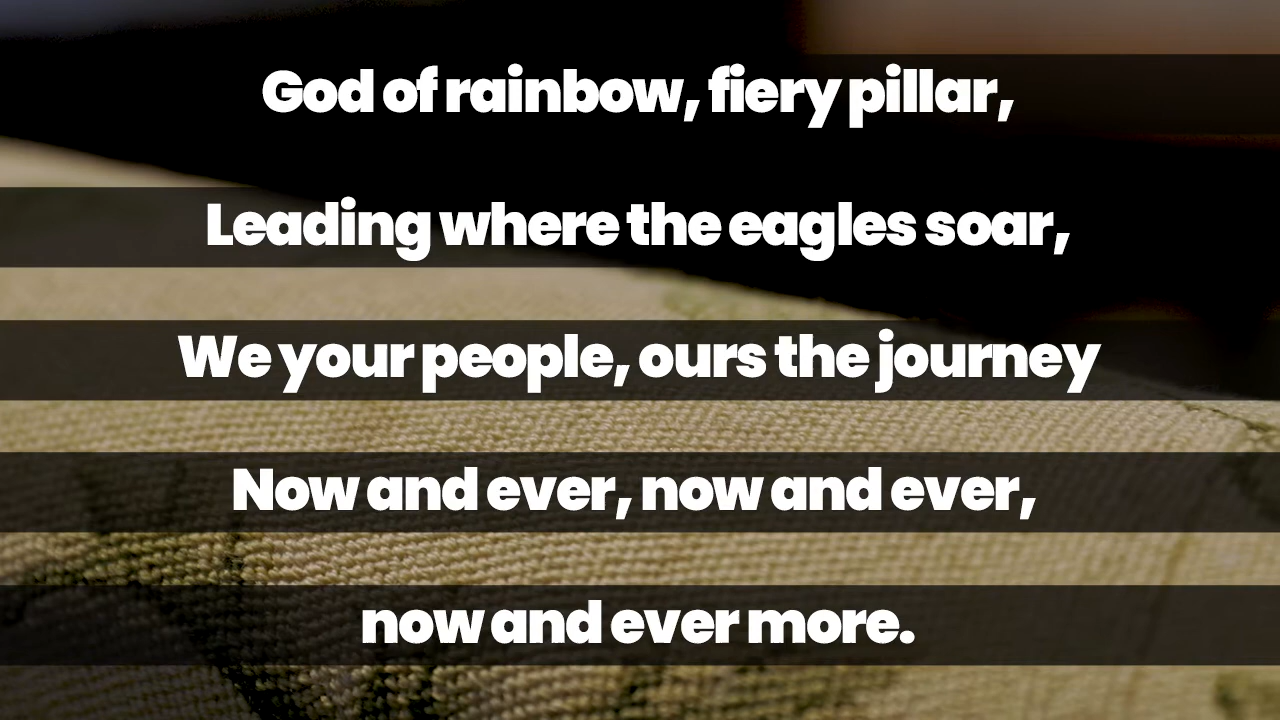 God of rainbow, fiery pillar,
Leading where the eagles soar,
We your people, ours the journey
Now and ever, now and ever,
now and ever more.